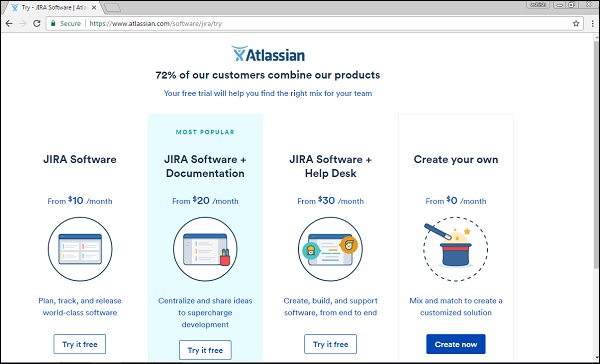 Try - JIRA Software | Atl
Secure | https://www.atlassian.com/software/jira/try
Atlassian
72% of our customers combine our products
Your free trial will help you find the right mix for your team
MOST POPULAR
JIRA Software
JIRA Software +
Documentation
JIRA Software +
Help Desk
Create your own
From $10 /month
From $20 /month
From $30 /month
From $0 /month
Plan, track, and release
world-class software
Centralize and share ideas
to supercharge
development
Create, build, and support
software, from end to end
Mix and match to create a
customized solution
Try it free
Try it free
Try it free
Create now